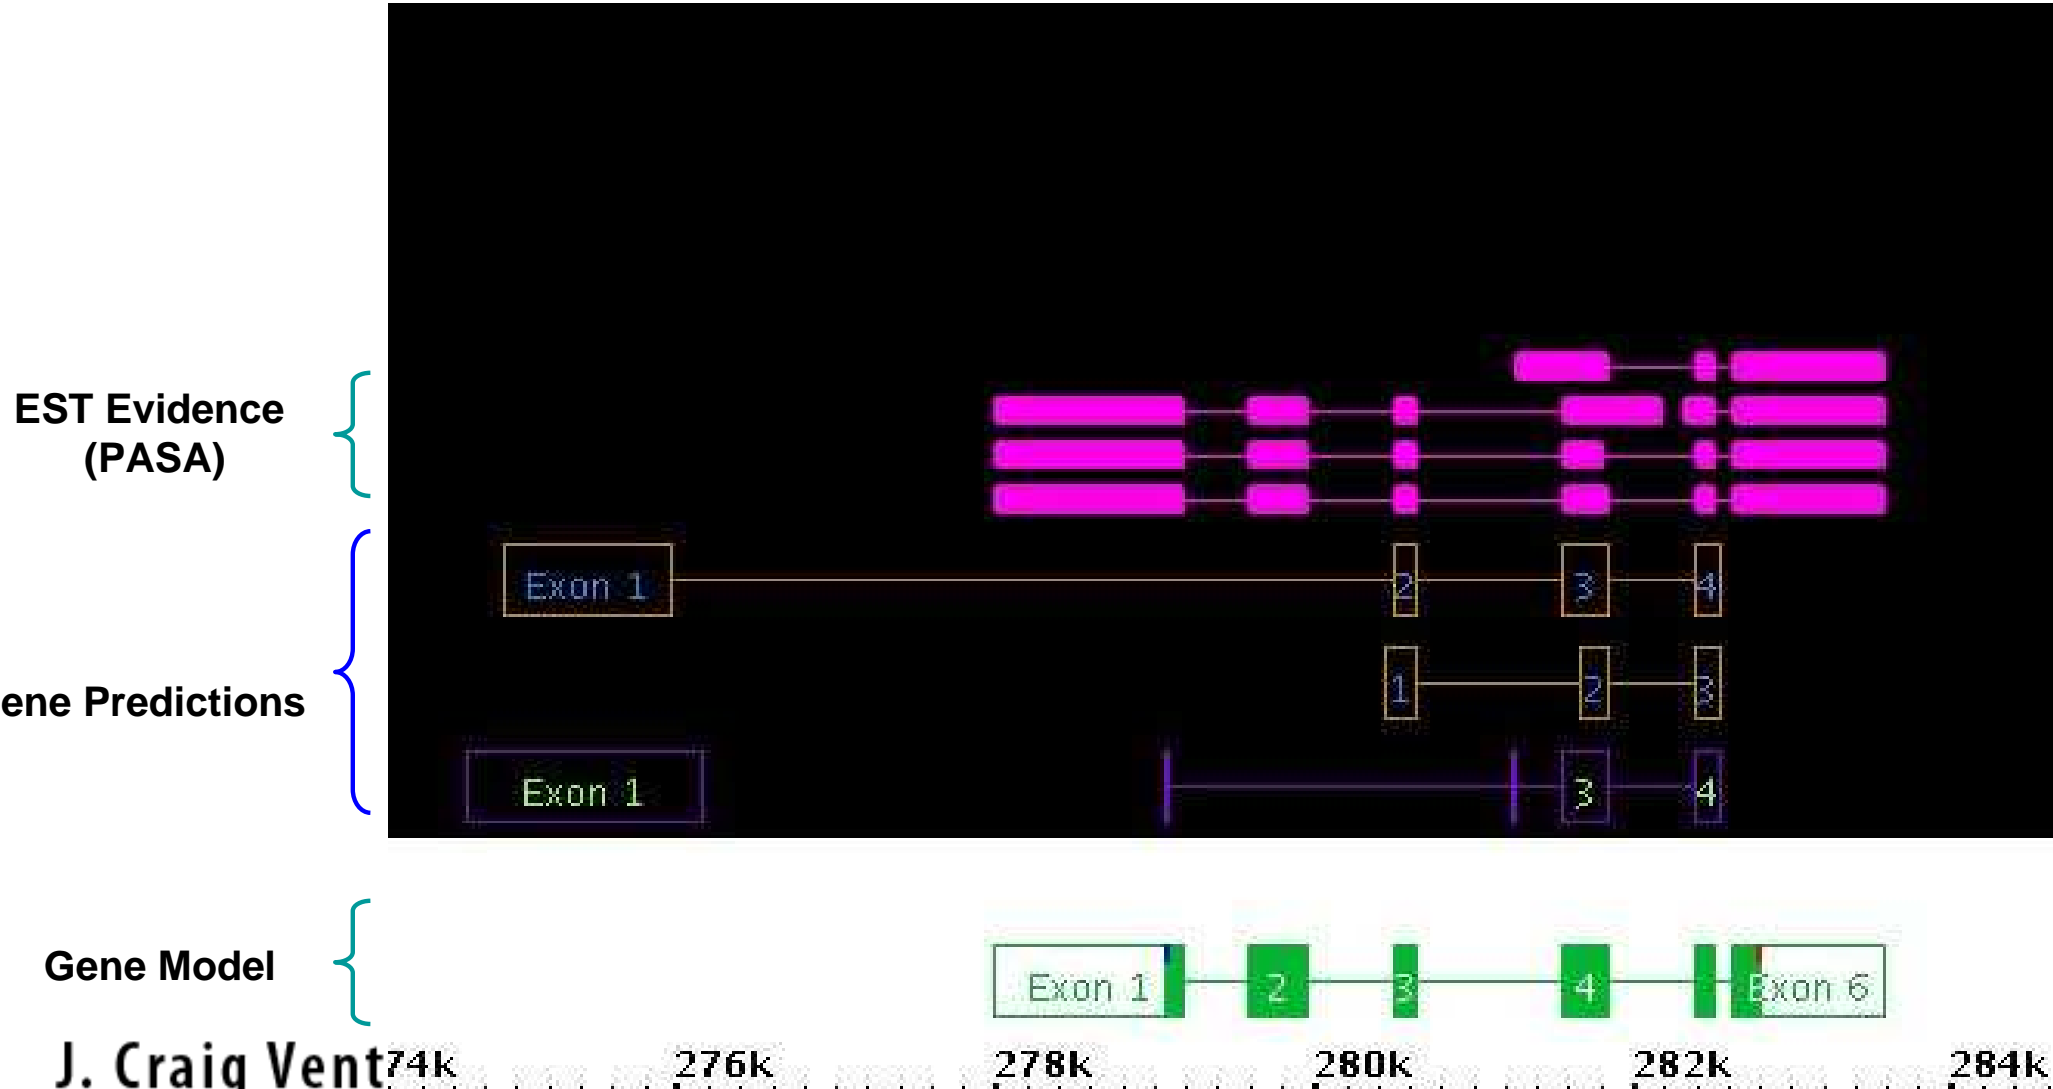 EST Evidence
(PASA)
Exon 1 2 3 4
1 2 3
ene Predictions
Exon 1 3 4
Gene Model
Exon 1 2 3 4 Exon 6
J. Craig Vent
74k 276k 278k 280k 282k 284k